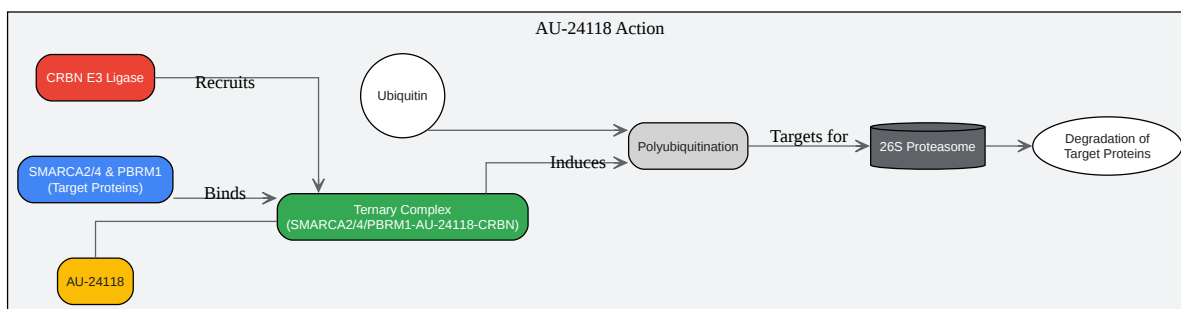 AU-24118 Action
CRBN E3 Ligase
Recruits
Ubiquitin
SMARCA2/4 & PBRM1
(Target Proteins)
Binds
AU-24118
Ternary Complex
(SMARCA2/4/PBRM1-AU-24118-CRBN)
Induces
Polyubiquitination
Targets for
26S Proteasome
Degradation of
Target Proteins